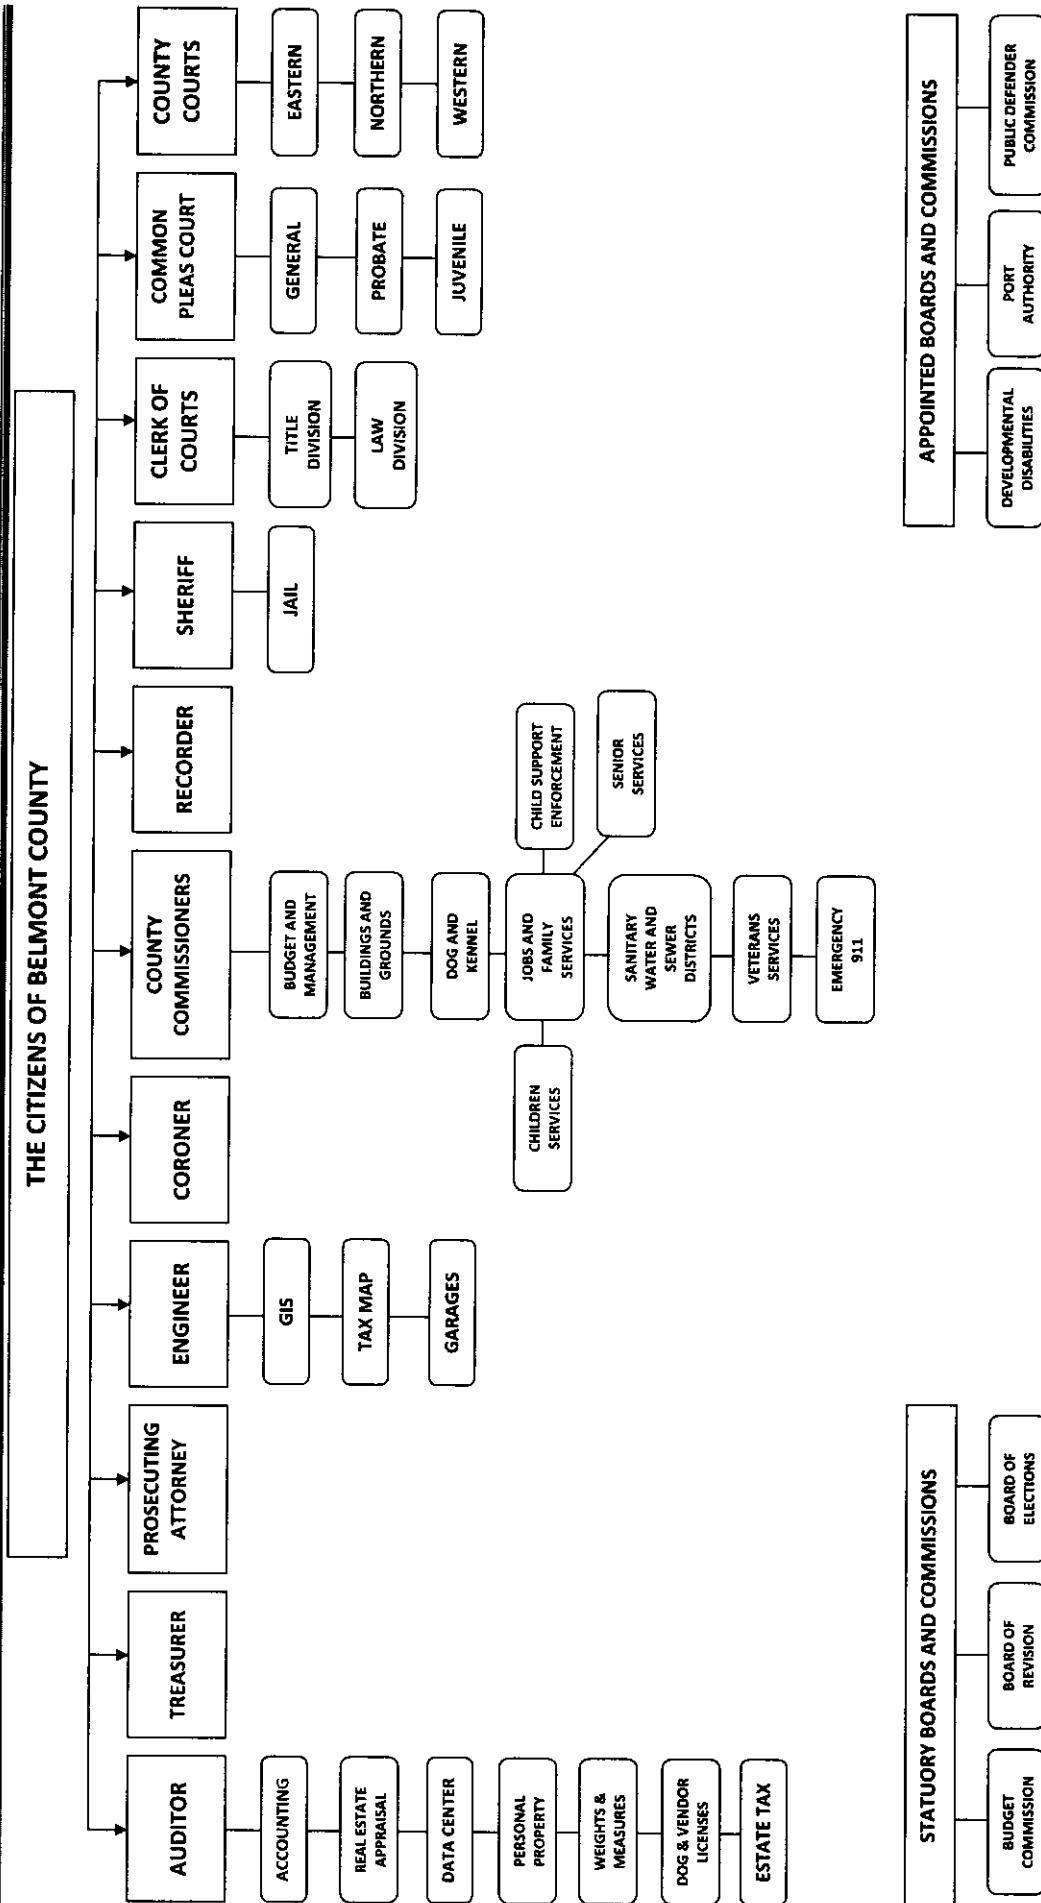 THE CITIZENS OF BELMONT COUNTY
AUDITOR
TREASURER
PROSECUTING
ATTORNEY
ENGINEER
CORONER
COUNTY
COMMISSIONERS
RECORDER
SHERIFF
CLERK OF
COURTS
COMMON
PLEAS COURT
COUNTY
COURTS
ACCOUNTING
REAL ESTATE
APPRAISAL
DATA CENTER
PERSONAL
PROPERTY
WEIGHTS &
MEASURES
DOG & VENDOR
LICENSES
ESTATE TAX
GIS
TAX MAP
GARAGES
BUDGET AND
MANAGEMENT
BUILDINGS AND
GROUNDS
DOG AND
KENNEL
CHILDREN
SERVICES
JOBS AND
FAMILY
SERVICES
CHILD SUPPORT
ENFORCEMENT
SENIOR
SERVICES
SANITARY
WATER AND
SEWER
DISTRICTS
VETERANS
SERVICES
EMERGENCY
911
JAIL
TITLE
DIVISION
LAW
DIVISION
GENERAL
PROBATE
JUVENILE
EASTERN
NORTHERN
WESTERN
STATUORY BOARDS AND COMMISSIONS
BUDGET
COMMISSION
BOARD OF
REVISION
BOARD OF
ELECTIONS
APPOINTED BOARDS AND COMMISSIONS
DEVELOPMENTAL
DISABILITIES
PORT
AUTHORITY
PUBLIC DEFENDER
COMMISSION